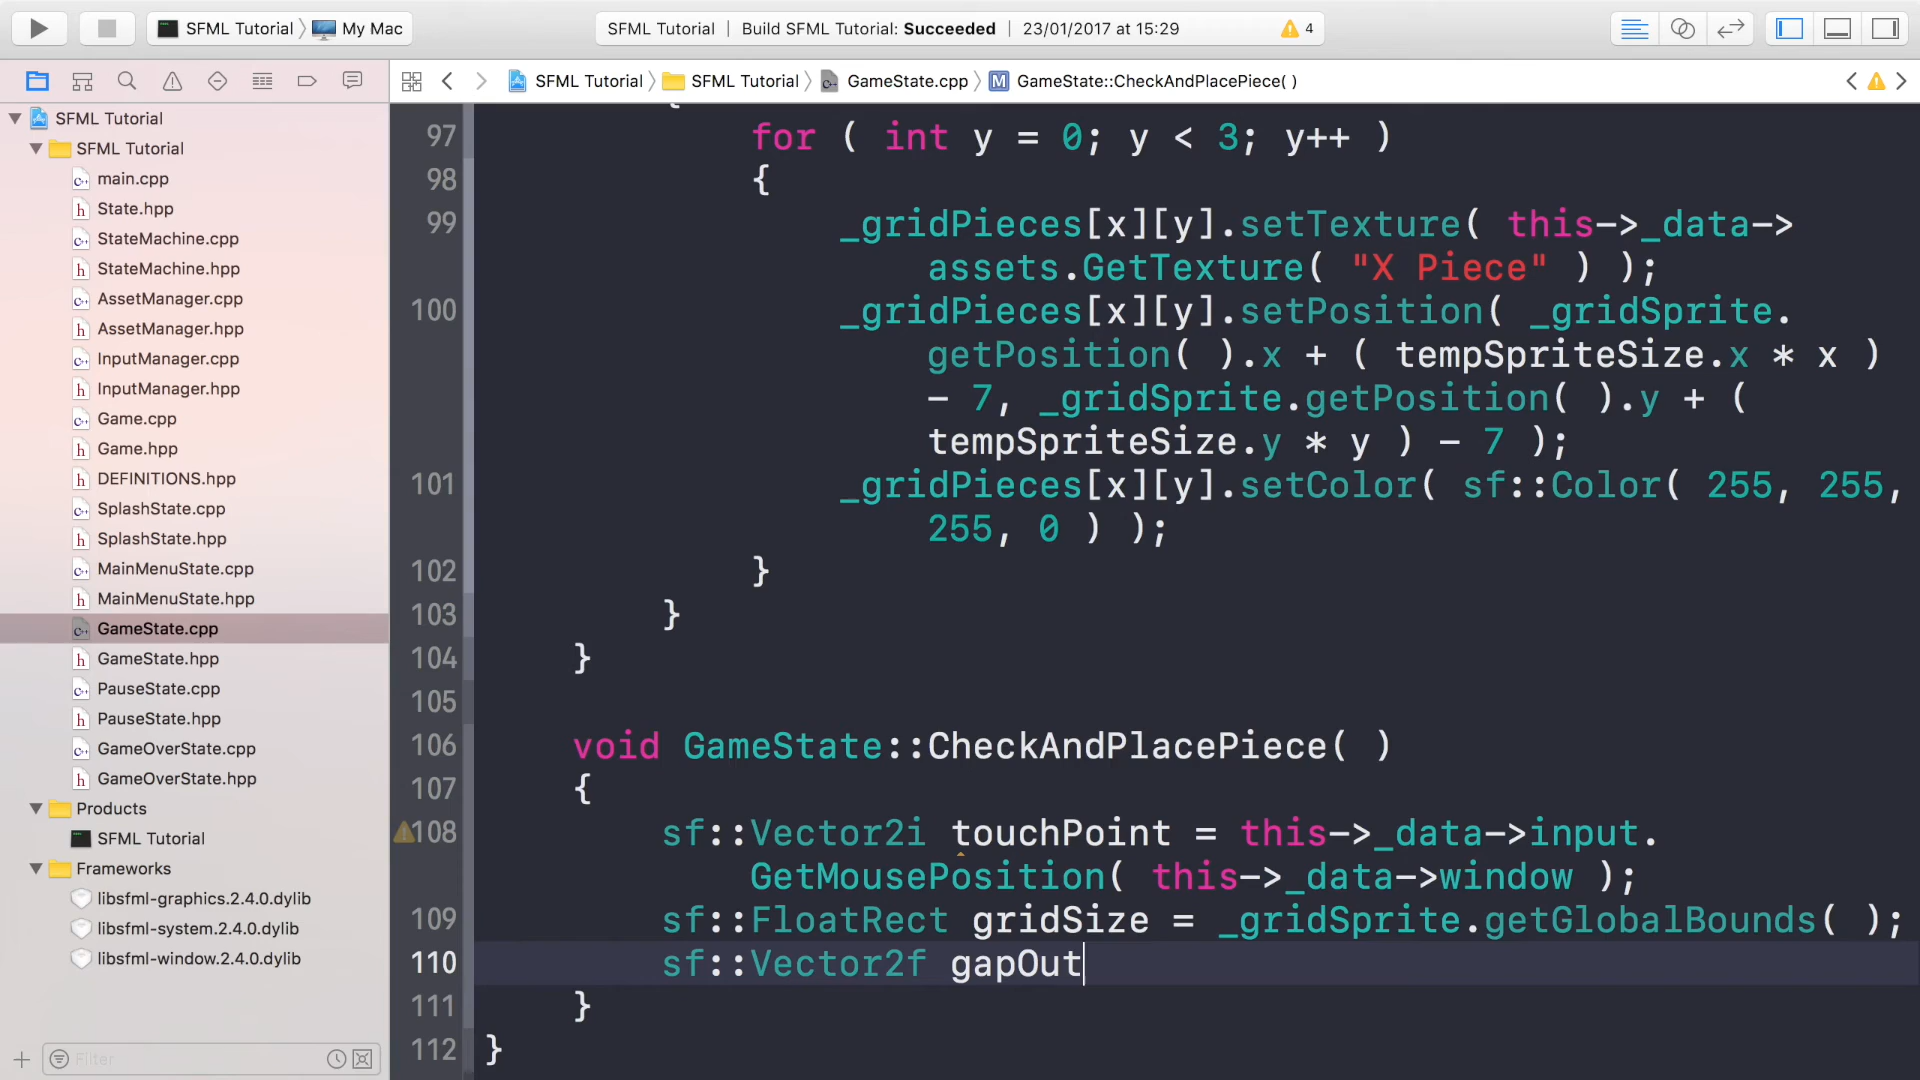 SFML Tutorial
My Mac
SFML Tutorial | Build SFML Tutorial: Succeeded | 23/01/2017 at 15:29
4
SFML Tutorial
SFML Tutorial
GameState.cpp
M GameState::CheckAndPlacePiece( )
SFML Tutorial
SFML Tutorial
main.cpp
State.hpp
StateMachine.cpp
StateMachine.hpp
AssetManager.cpp
AssetManager.hpp
InputManager.cpp
InputManager.hpp
Game.cpp
Game.hpp
DEFINITIONS.hpp
SplashState.cpp
SplashState.hpp
MainMenuState.cpp
MainMenuState.hpp
GameState.cpp
GameState.hpp
PauseState.cpp
PauseState.hpp
GameOverState.cpp
GameOverState.hpp
Products
SFML Tutorial
Frameworks
libsfml-graphics.2.4.0.dylib
libsfml-system.2.4.0.dylib
libsfml-window.2.4.0.dylib
Filter
{
97 for ( int y = 0; y < 3; y++ )
98 {
99 _gridPieces[x][y].setTexture( this->_data->
assets.GetTexture( "X Piece" ) );
100 _gridPieces[x][y].setPosition( _gridSprite.
getPosition( ).x + ( tempSpriteSize.x * x )
- 7, _gridSprite.getPosition( ).y + (
tempSpriteSize.y * y ) - 7 );
101 _gridPieces[x][y].setColor( sf::Color( 255, 255,
255, 0 ) );
102 }
103 }
104 }
105
106 void GameState::CheckAndPlacePiece( )
107 {
108 sf::Vector2i touchPoint = this->_data->input.
GetMousePosition( this->_data->window );
109 sf::FloatRect gridSize = _gridSprite.getGlobalBounds( );
110 sf::Vector2f gapOut
111 }
112 }